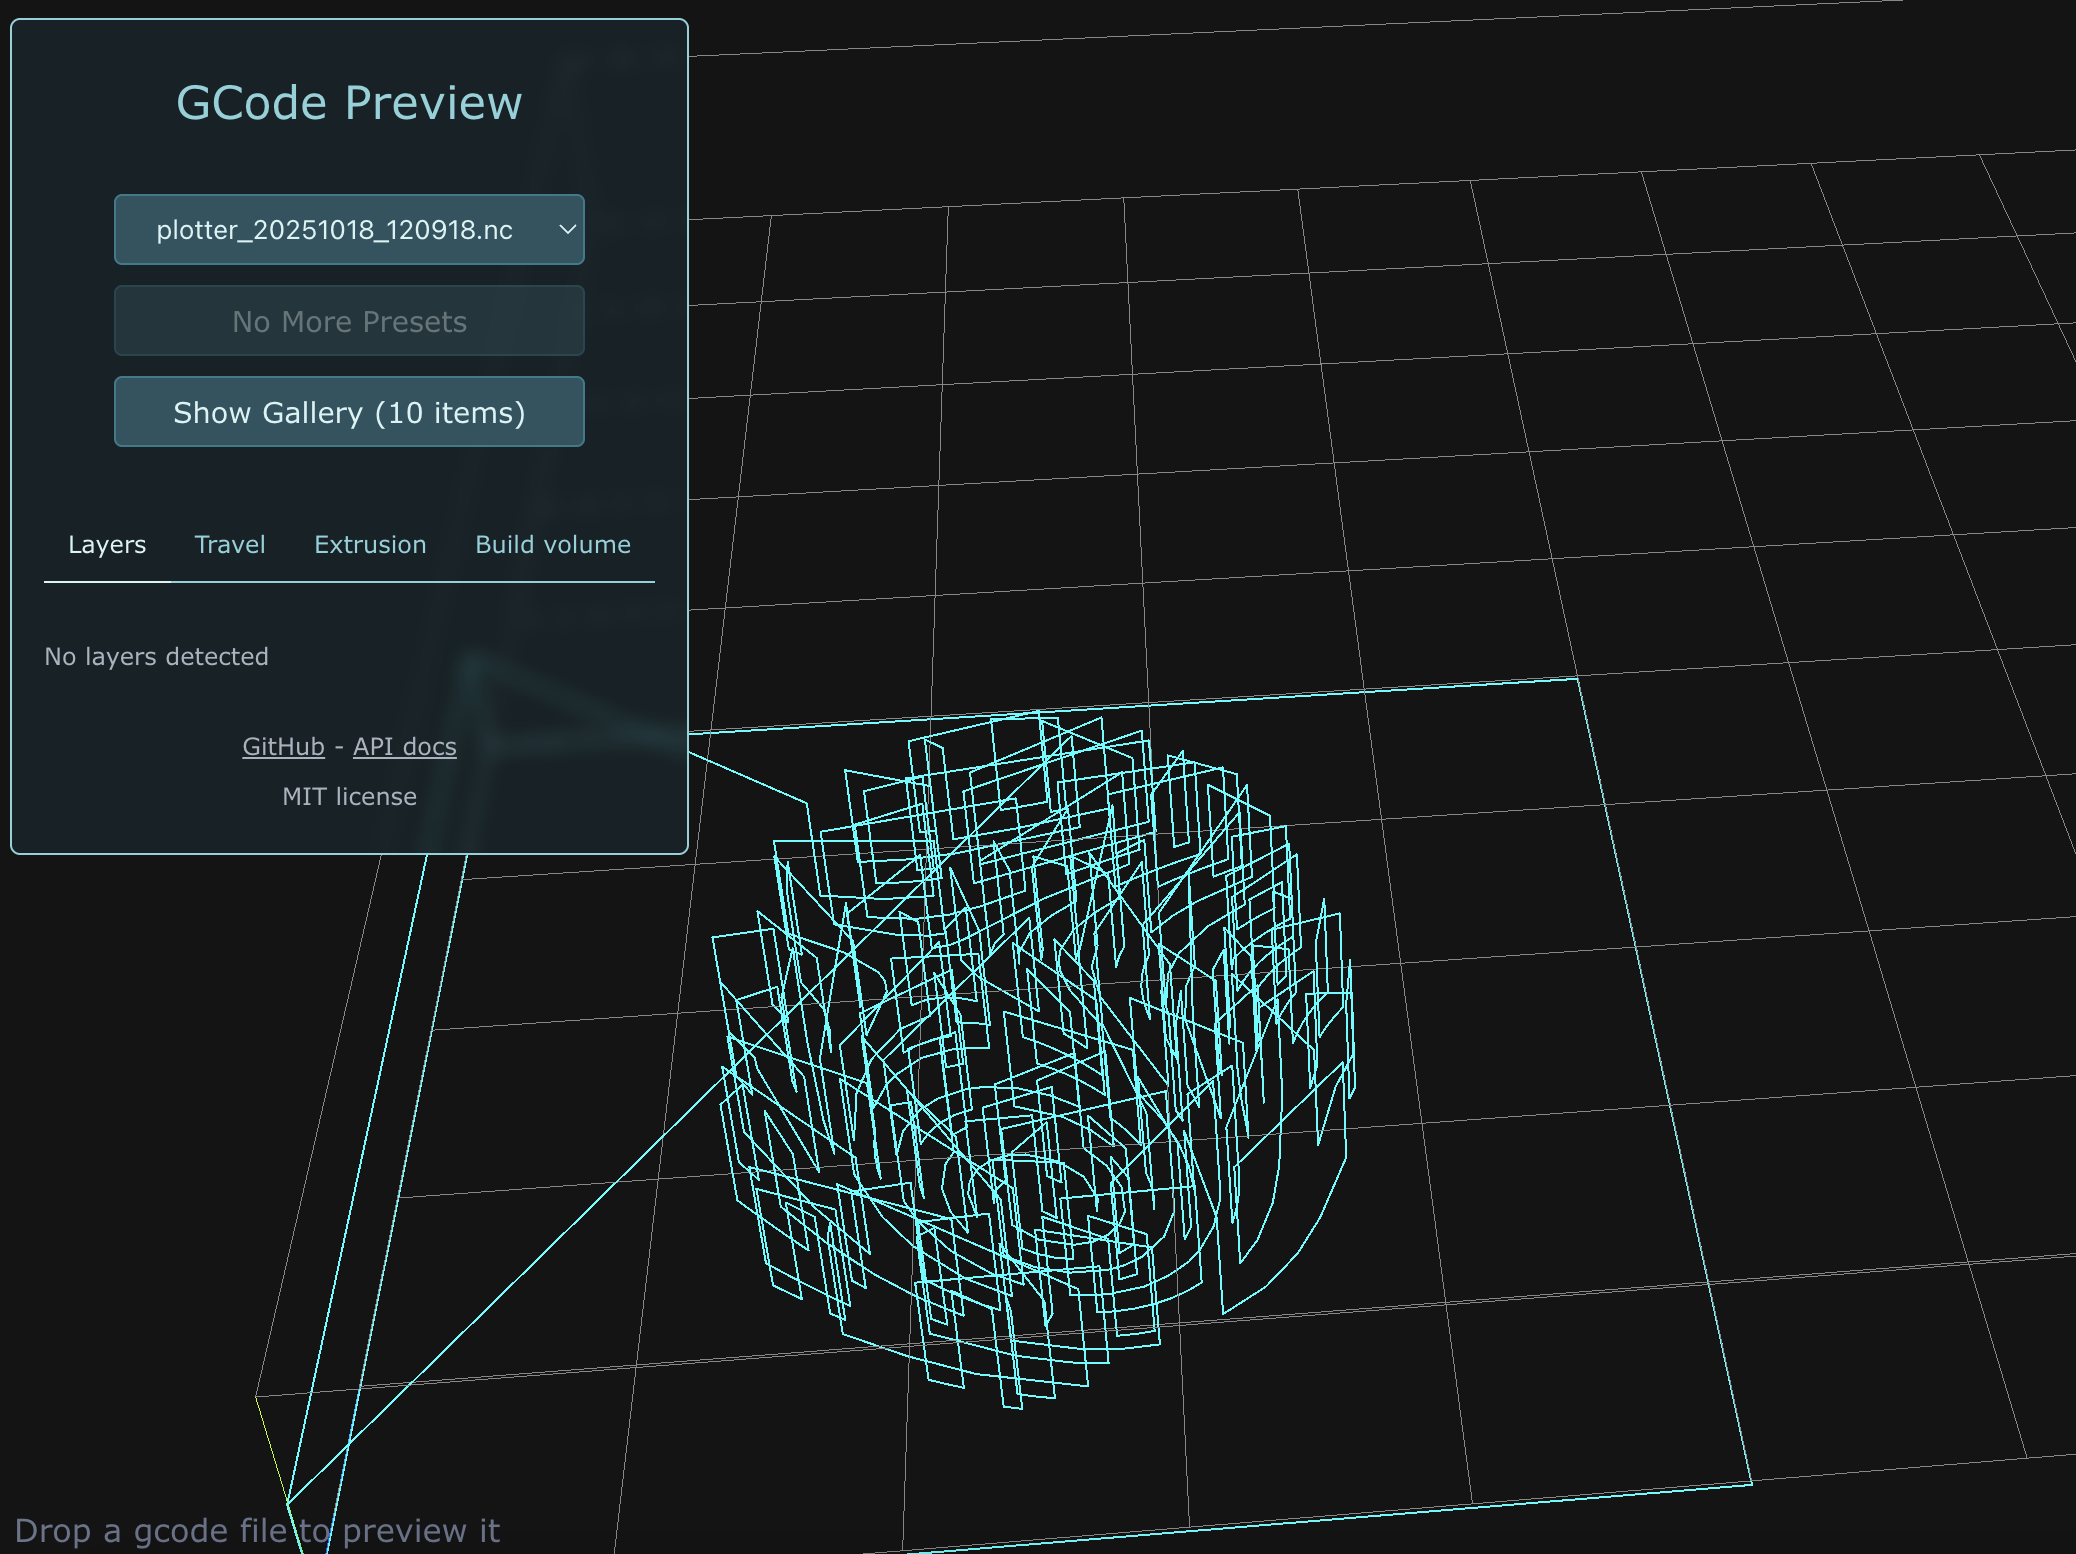 GCode Preview
plotter_20251018_120918.nc
No More Presets
Show Gallery (10 items)
Layers Travel Extrusion Build volume
No layers detected
GitHub - API docs
MIT license
Drop a gcode file to preview it